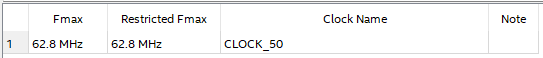 Fmax Restricted Fmax Clock Name Note
1 62.8 MHz 62.8 MHz CLOCK_50